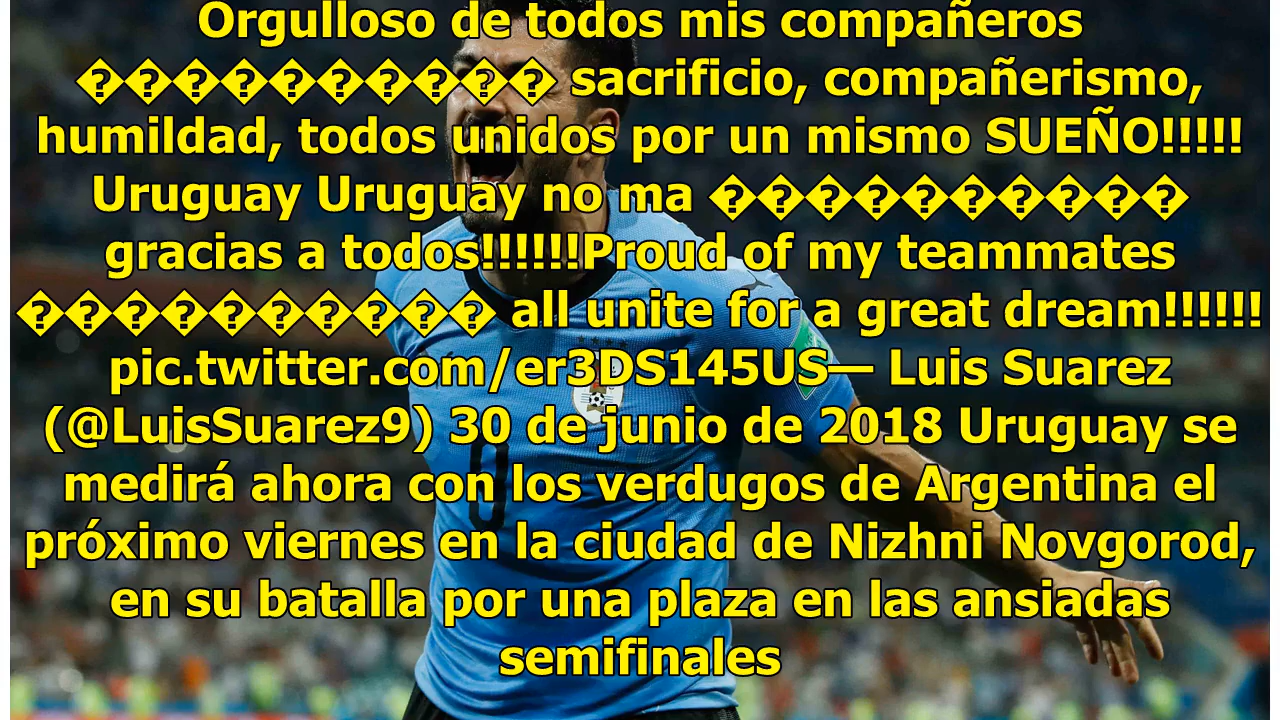 Orgulloso de todos mis compañeros
����������� sacrificio, compañerismo,
humildad, todos unidos por un mismo SUEÑO!!!!!
Uruguay Uruguay no ma �����������
gracias a todos!!!!!!Proud of my teammates
����������� all unite for a great dream!!!!!!
pic.twitter.com/er3DS145US— Luis Suarez
(@LuisSuarez9) 30 de junio de 2018 Uruguay se
medirá ahora con los verdugos de Argentina el
próximo viernes en la ciudad de Nizhni Novgorod,
en su batalla por una plaza en las ansiadas
semifinales